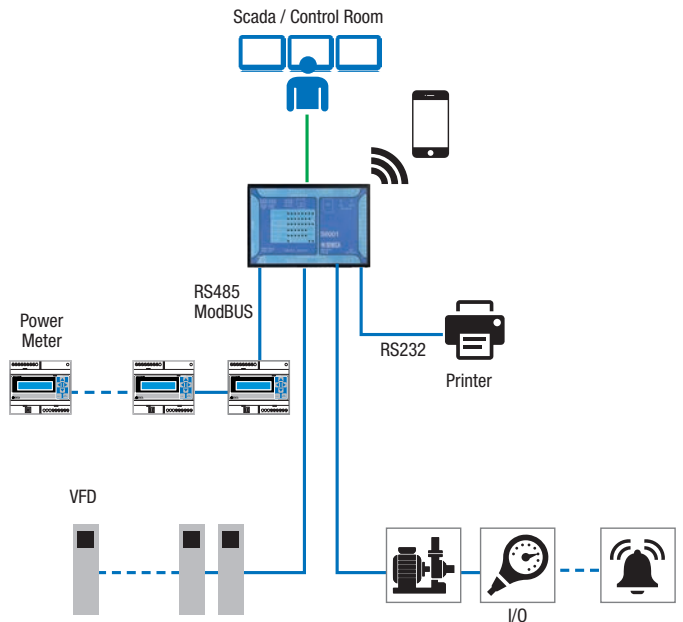 Scada / Control Room
RS485
ModBUS
Power
Meter
RS232
Printer
VFD
I/O